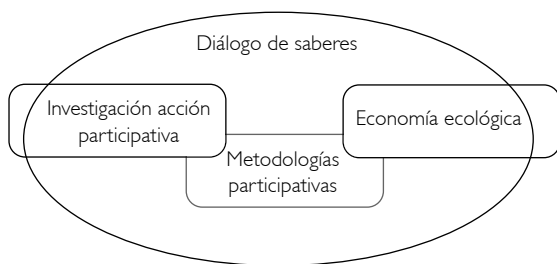 Diálogo de saberes
Investigación acción
participativa
Economía ecológica
Metodologías
participativas